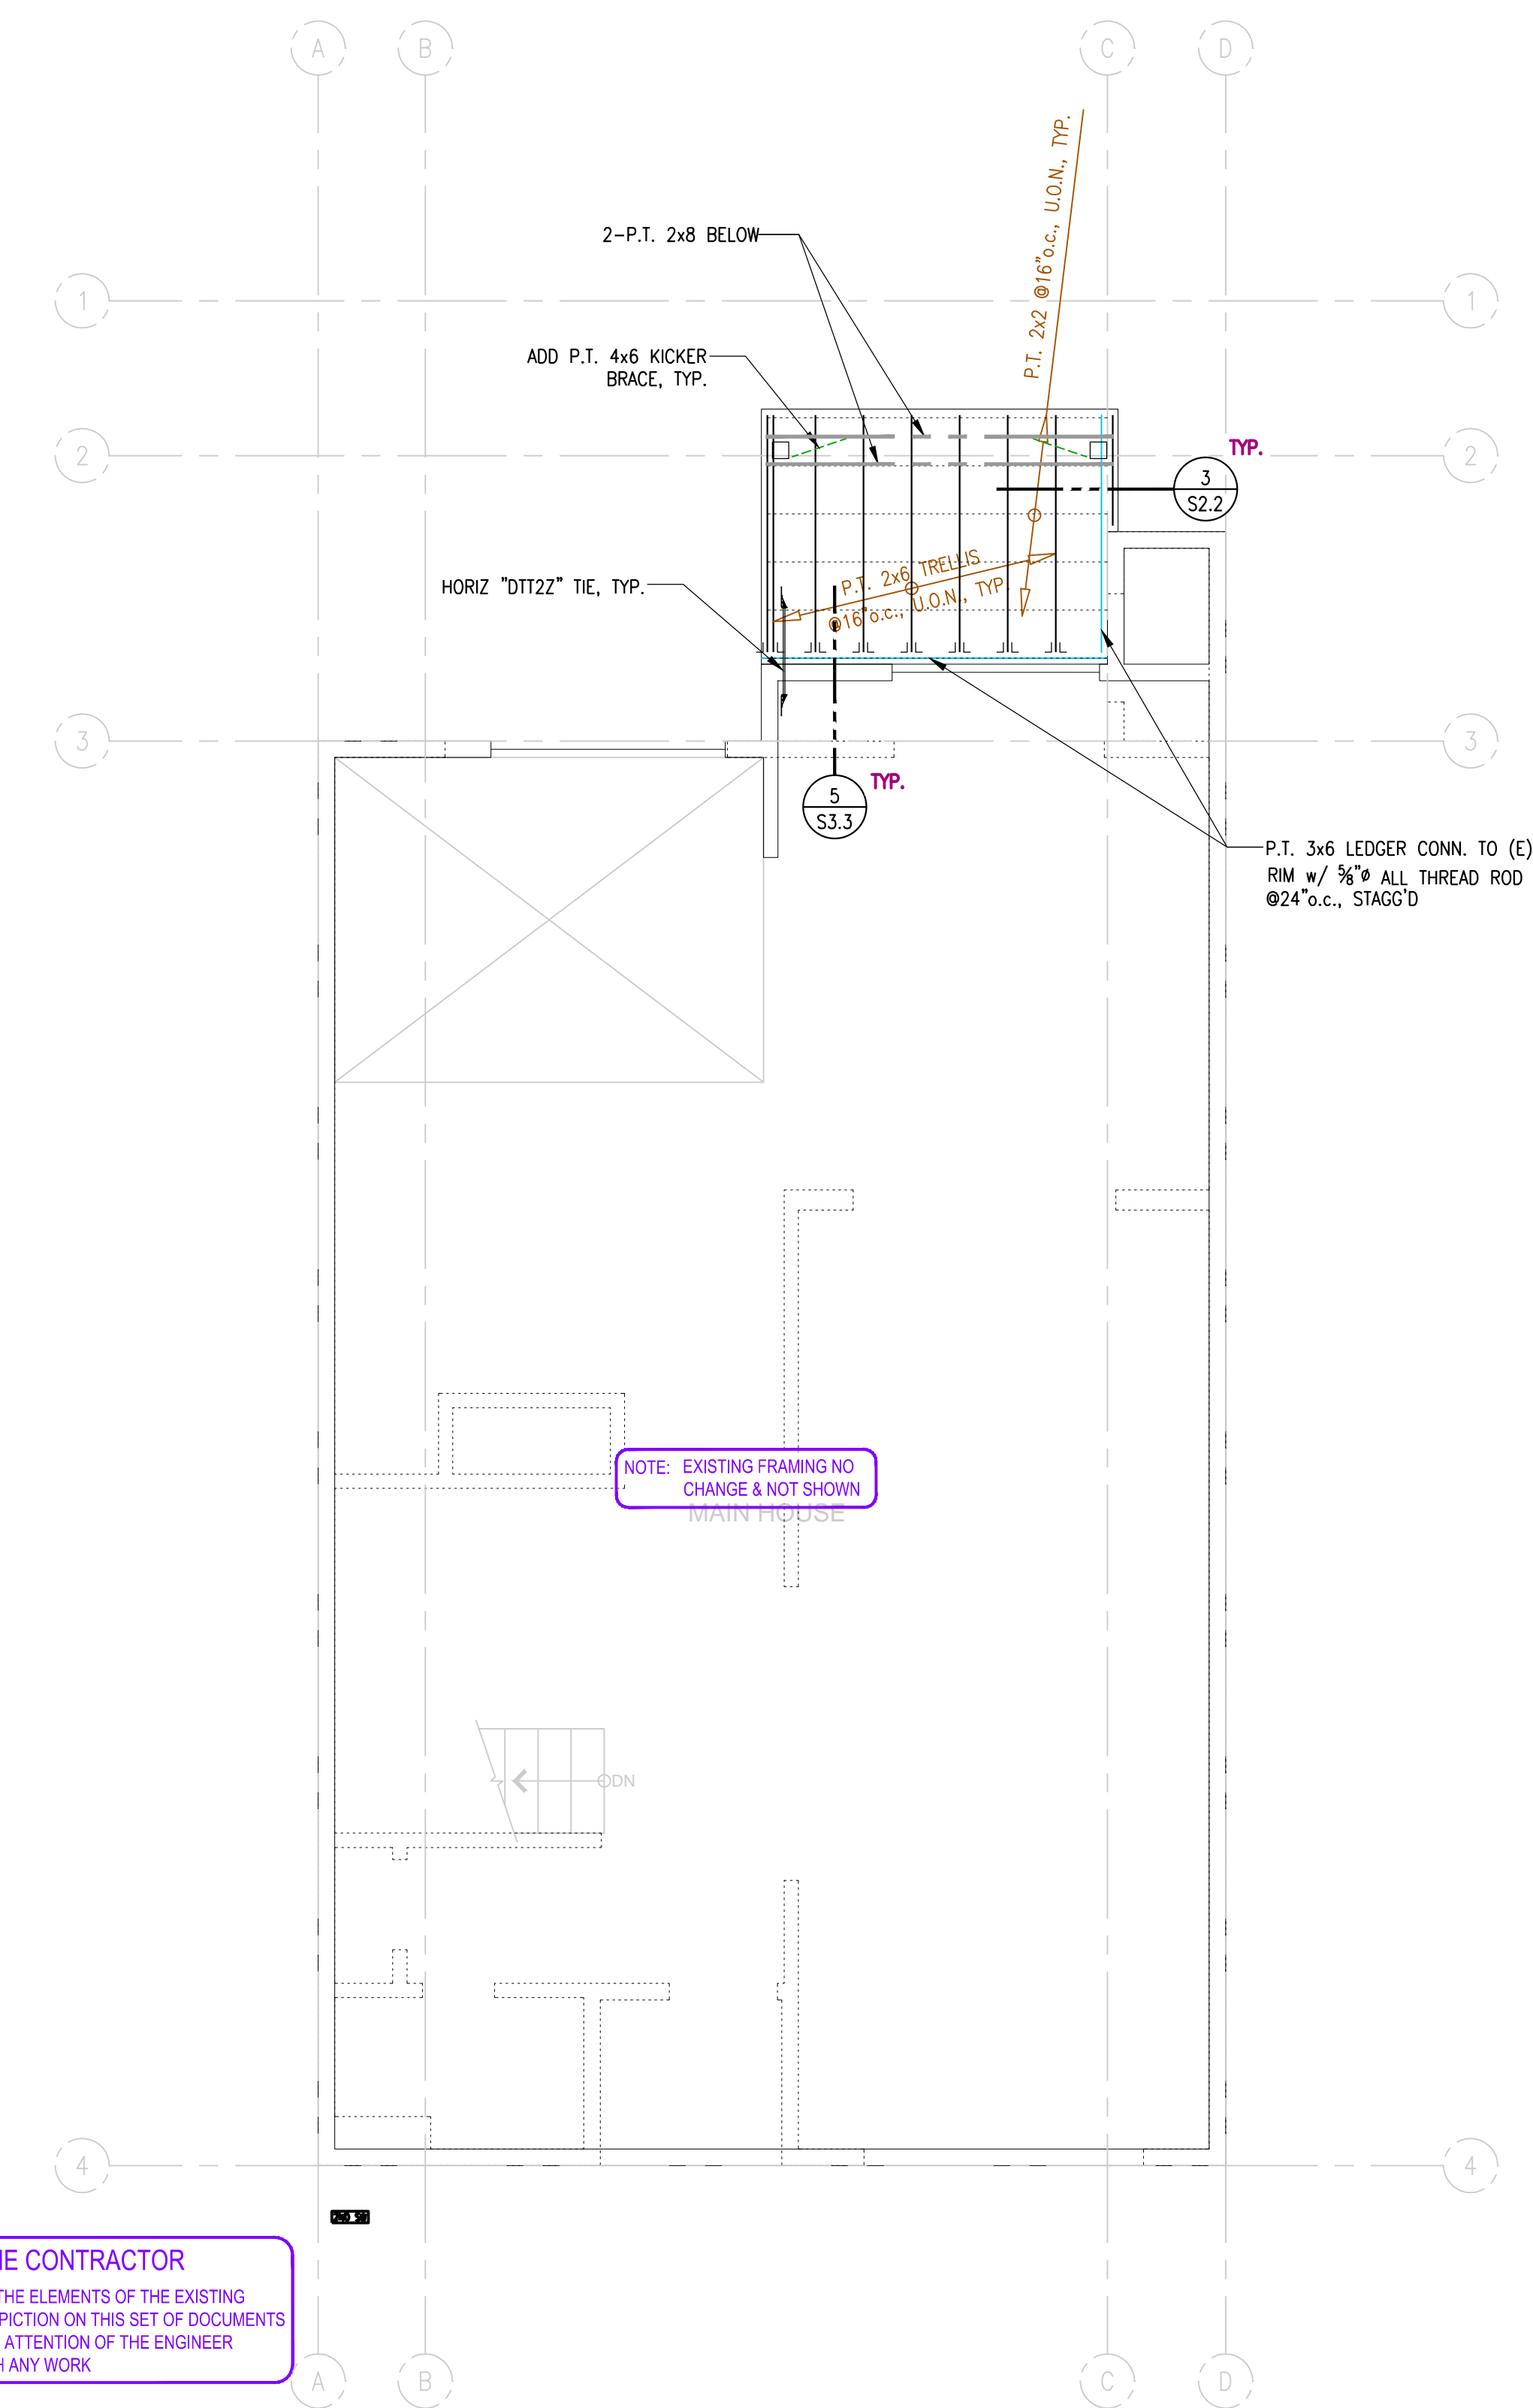 A B C D
2-P.T. 2x8 BELOW
P.T. 2x2 @16"o.c., U.O.N., TYP.
1 1
ADD P.T. 4x6 KICKER
BRACE, TYP.
2 2
TYP.
3
S2.2
HORIZ "DTT2Z" TIE, TYP.
P.T. 2x6 TRELLIS
@16"o.c., U.O.N., TYP
3 3
TYP.
5
S3.3
P.T. 3x6 LEDGER CONN. TO (E)
RIM w/ ⅝"ø ALL THREAD ROD
@24"o.c., STAGG'D
NOTE: EXISTING FRAMING NO
CHANGE & NOT SHOWN
MAIN HOUSE
DN
4 4
E CONTRACTOR
THE ELEMENTS OF THE EXISTING
PICTION ON THIS SET OF DOCUMENTS
ATTENTION OF THE ENGINEER
ANY WORK
A B C D